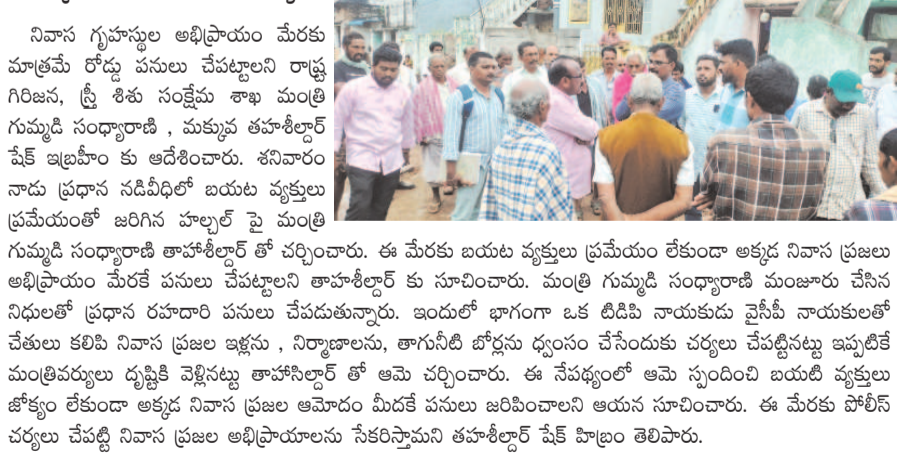 నివాస గృహస్థుల అభిప్రాయం మేరకు
మాత్రమే రోడ్డు పనులు చేపట్టాలని రాష్ట్ర
గిరిజన, స్త్రీ శిశు సంక్షేమ శాఖ మంత్రి
గుమ్మడి సంధ్యారాణి , మక్కువ తహశీల్దార్
షేక్ ఇబ్రహీం కు ఆదేశించారు. శనివారం
నాడు ప్రధాన నడివీధిలో బయట వ్యక్తులు
ప్రమేయంతో జరిగిన హల్చల్ పై మంత్రి
గుమ్మడి సంధ్యారాణి తాహాశీల్దార్ తో చర్చించారు. ఈ మేరకు బయట వ్యక్తులు ప్రమేయం లేకుండా అక్కడ నివాస ప్రజలు
అభిప్రాయం మేరకే పనులు చేపట్టాలని తాహశీల్దార్ కు సూచించారు. మంత్రి గుమ్మడి సంధ్యారాణి మంజూరు చేసిన
నిధులతో ప్రధాన రహదారి పనులు చేపడుతున్నారు. ఇందులో భాగంగా ఒక టిడిపి నాయకుడు వైసీపీ నాయకులతో
చేతులు కలిపి నివాస ప్రజల ఇళ్లను , నిర్మాణాలను, తాగునీటి బోర్లను ధ్వంసం చేసేందుకు చర్యలు చేపట్టినట్టు ఇప్పటికే
మంత్రివర్యులు దృష్టికి వెళ్లినట్టు తాహాసిల్దార్ తో ఆమె చర్చించారు. ఈ నేపథ్యంలో ఆమె స్పందించి బయటి వ్యక్తులు
జోక్యం లేకుండా అక్కడ నివాస ప్రజల ఆమోదం మీదకే పనులు జరిపించాలని ఆయన సూచించారు. ఈ మేరకు పోలీస్
చర్యలు చేపట్టి నివాస ప్రజల అభిప్రాయాలను సేకరిస్తామని తహశీల్దార్ షేక్ హిబ్రం తెలిపారు.